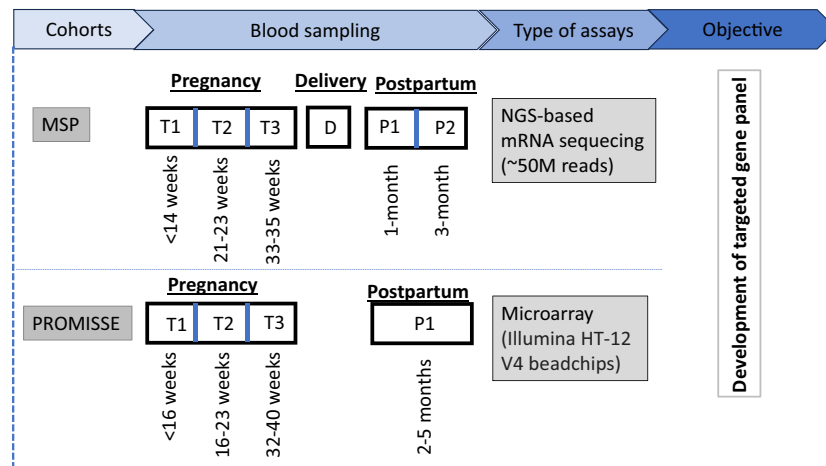 Cohorts
Blood sampling
Type of assays
Objective
Pregnancy
Delivery
Postpartum
MSP
T1
T2
T3
D
P1
P2
<14 weeks
21-23 weeks
33-35 weeks
1-month
3-month
NGS-based
mRNA sequecing
(~50M reads)
Pregnancy
Postpartum
PROMISSE
T1
T2
T3
P1
<16 weeks
16-23 weeks
32-40 weeks
2-5 months
Microarray
(Illumina HT-12
V4 beadchips)
Development of targeted gene panel